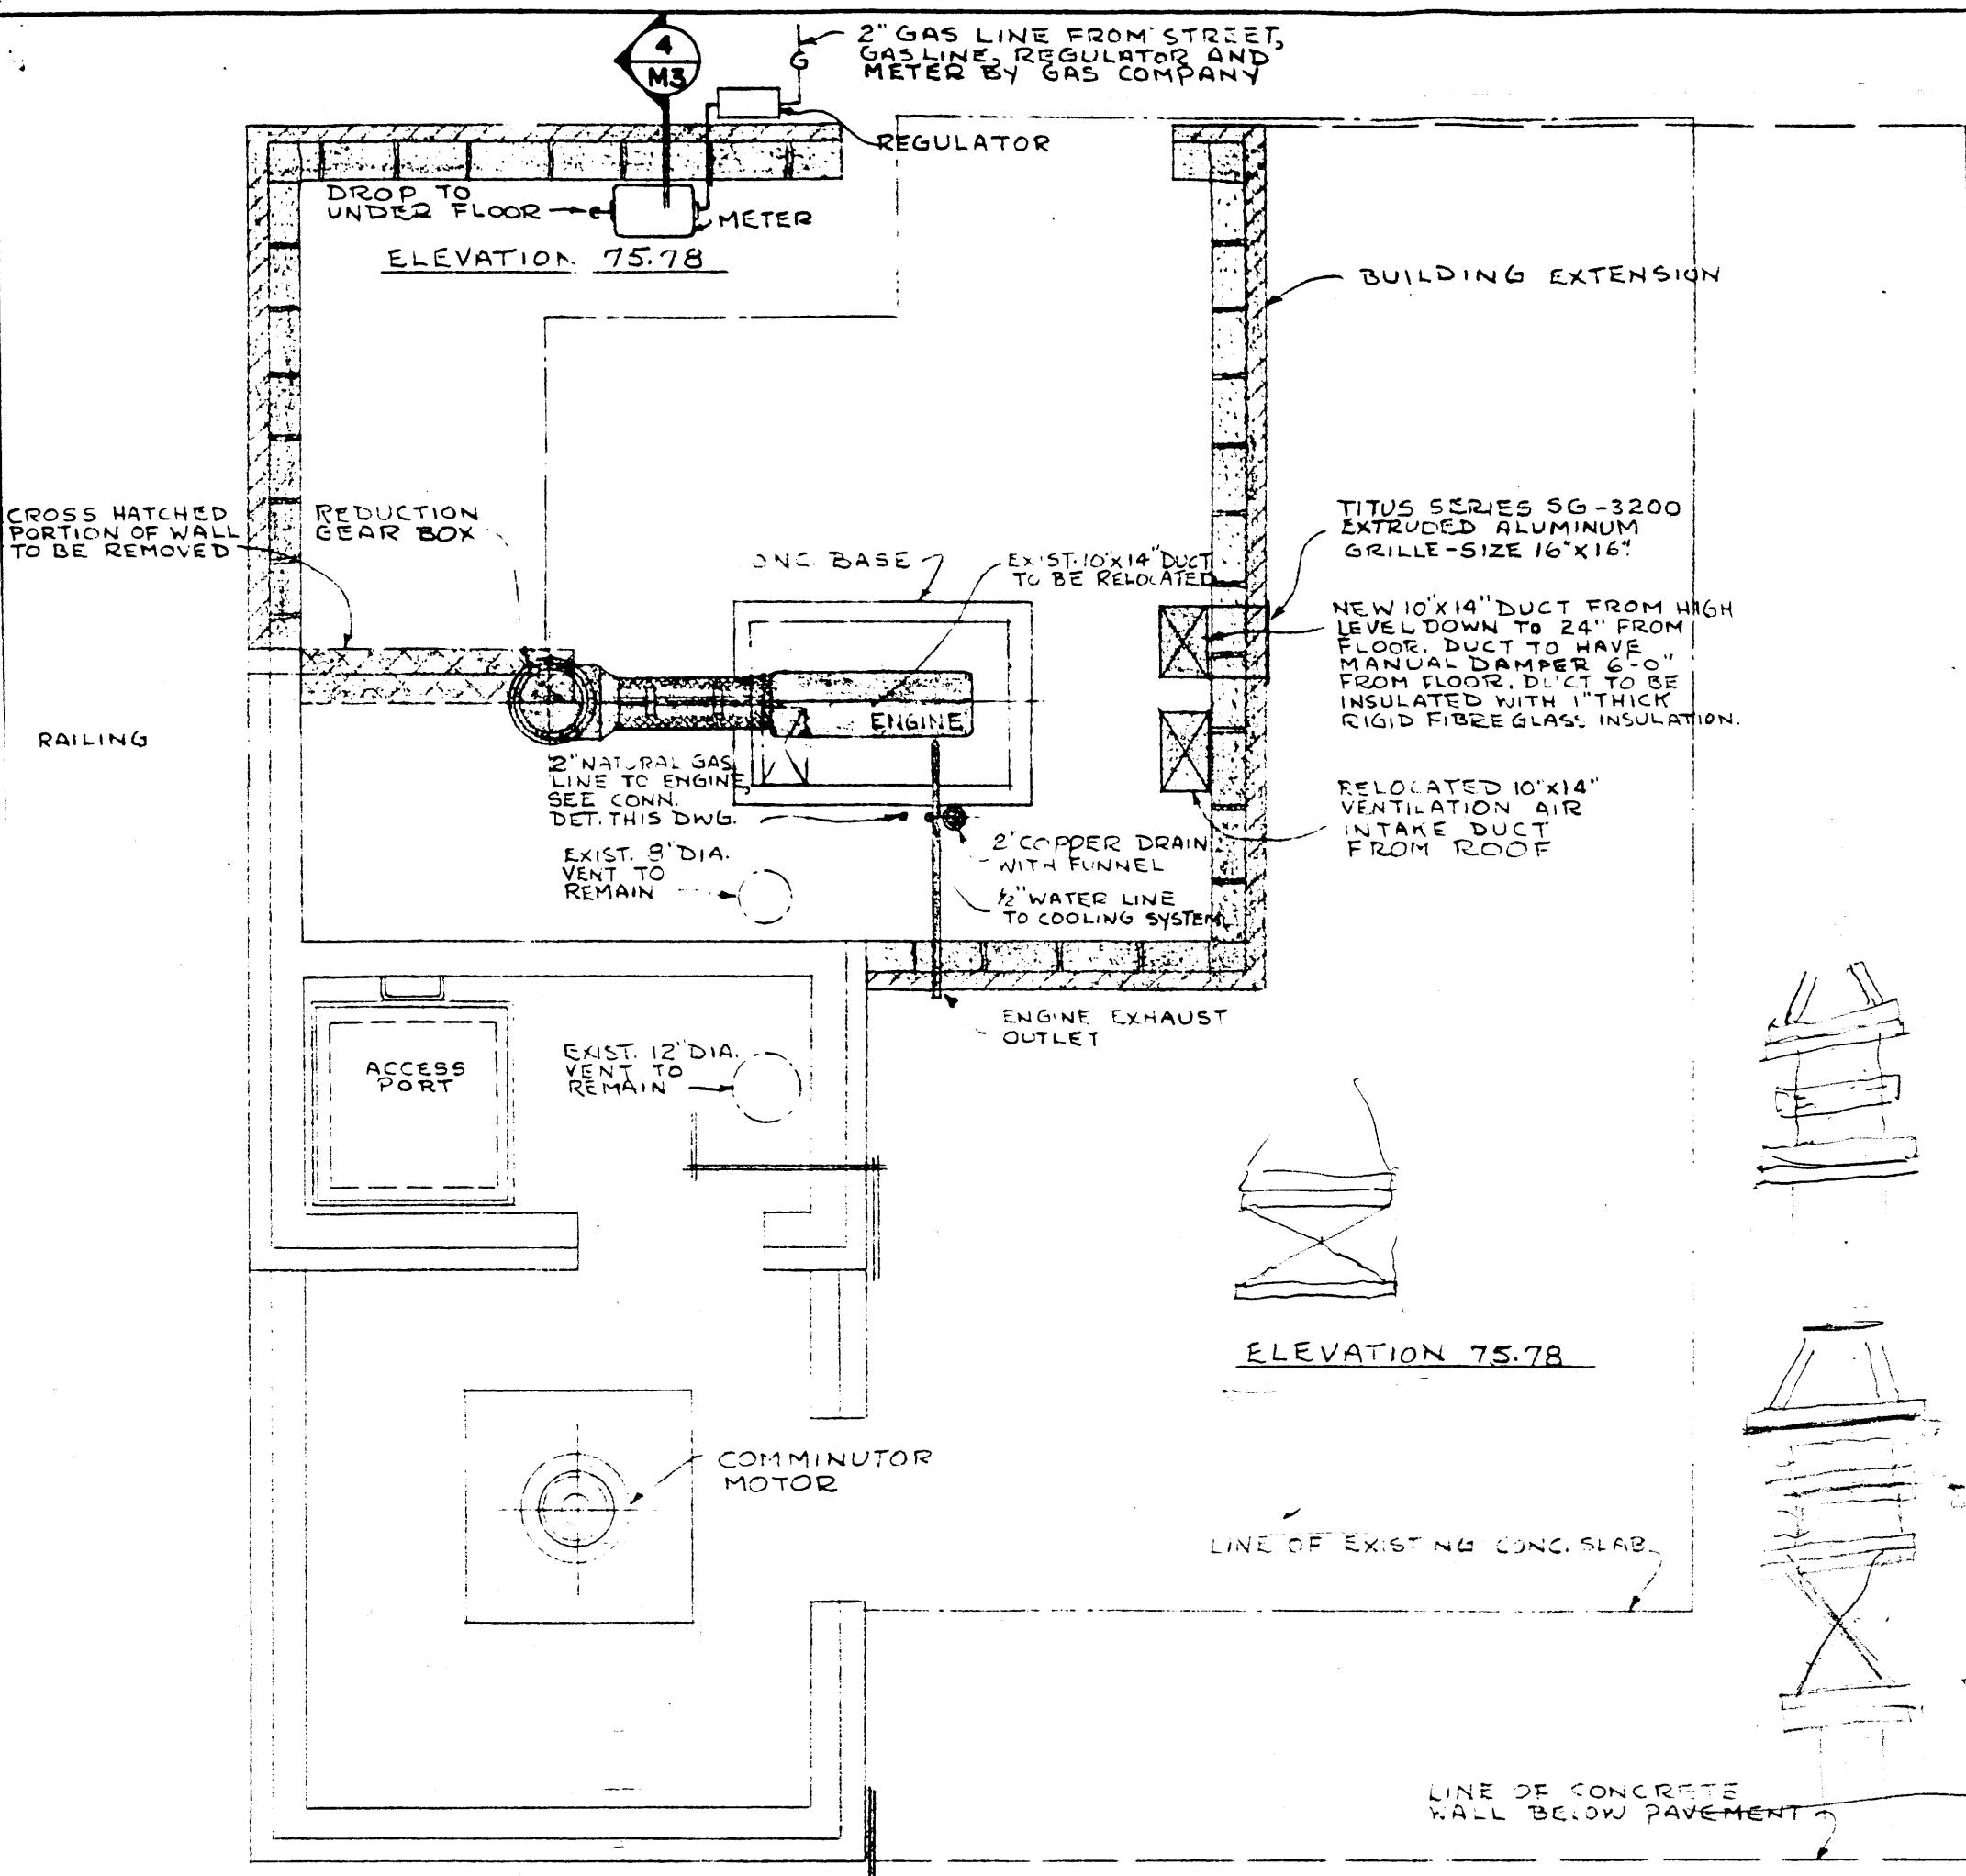 4
M3
G
2" GAS LINE FROM STREET,
GASLINE, REGULATOR AND
METER BY GAS COMPANY
REGULATOR
DROP TO
UNDER FLOOR
METER
ELEVATION 75.78
BUILDING EXTENSION
CROSS HATCHED
PORTION OF WALL
TO BE REMOVED
REDUCTION
GEAR BOX
ONC. BASE
EXIST. 10"X14" DUCT
TO BE RELOCATED
TITUS SERIES SG-3200
EXTRUDED ALUMINUM
GRILLE-SIZE 16"X16"
NEW 10"X14" DUCT FROM HIGH
LEVEL DOWN TO 24" FROM
FLOOR. DUCT TO HAVE
MANUAL DAMPER 6-0"
FROM FLOOR. DUCT TO BE
INSULATED WITH 1" THICK
RIGID FIBREGLASS INSULATION.
RAILING
ENGINE
2" NATURAL GAS
LINE TO ENGINE,
SEE CONN.
DET. THIS DWG.
RELOCATED 10"X14"
VENTILATION AIR
INTAKE DUCT
FROM ROOF
2" COPPER DRAIN
WITH FUNNEL
EXIST. 8" DIA.
VENT TO
REMAIN
1/2" WATER LINE
TO COOLING SYSTEM
ENGINE EXHAUST
OUTLET
ACCESS
PORT
EXIST. 12" DIA.
VENT TO
REMAIN
ELEVATION 75.78
COMMINUTOR
MOTOR
LINE OF EXISTING CONC. SLAB
LINE OF CONCRETE
WALL BELOW PAVEMENT